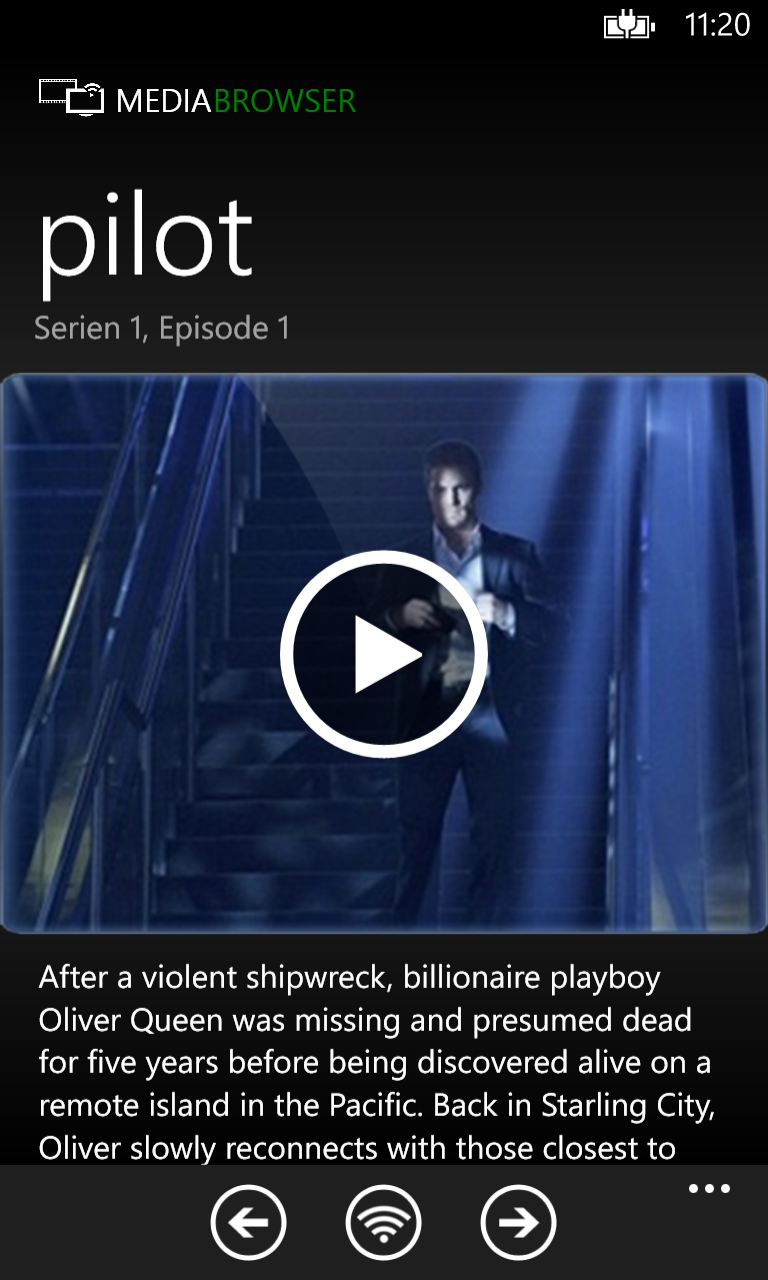 11:20
MEDIABROWSER
pilot
Serien 1, Episode 1
After a violent shipwreck, billionaire playboy
Oliver Queen was missing and presumed dead
for five years before being discovered alive on a
remote island in the Pacific. Back in Starling City,
Oliver slowly reconnects with those closest to